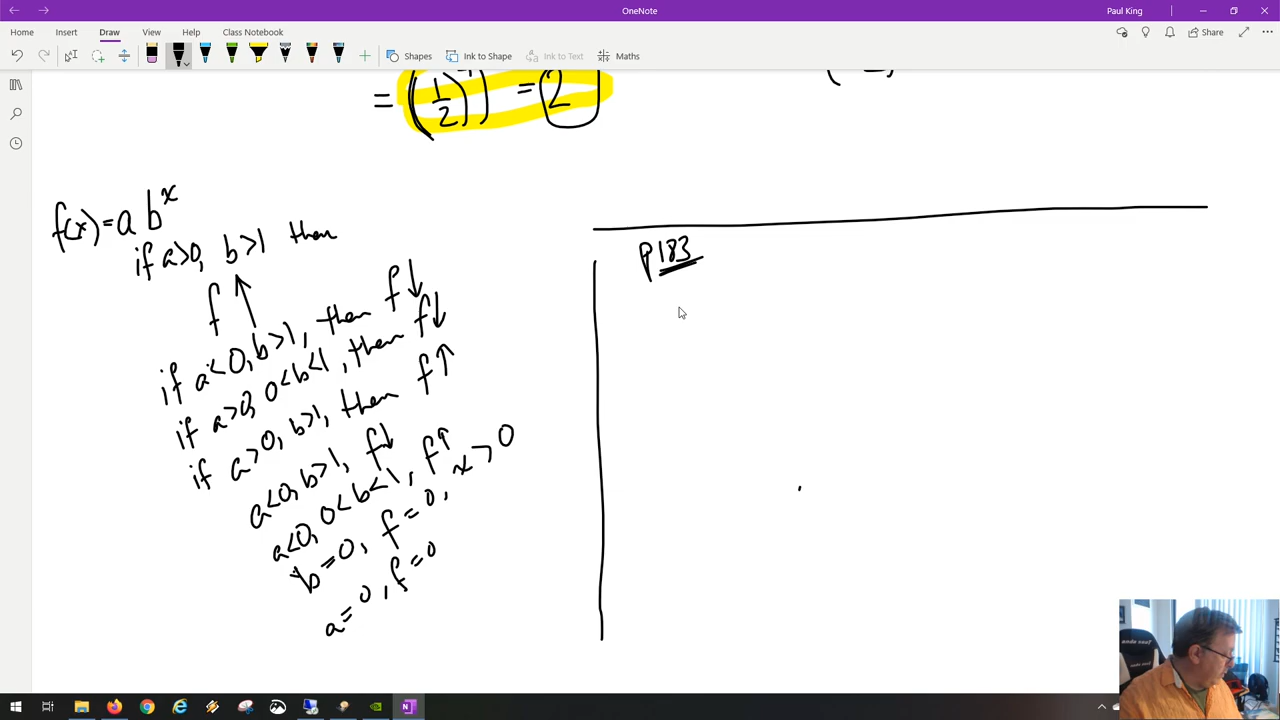 OneNote
Paul King
Home Insert Draw View Help Class Notebook
Share
Shapes Ink to Shape Ink to Text Maths
= ((1/2) ) = 2
f(x) = a b^x
if a>0, b>1 then
f ↑
if a<0, b>1, then f↓
if a>0, 0<b<1, then f↓
if a>0, b>1, then f↑
a<0, b>1, f↓
a<0, 0<b<1, f↑
b=0, f=0, x>0
a=0, f=0
p183